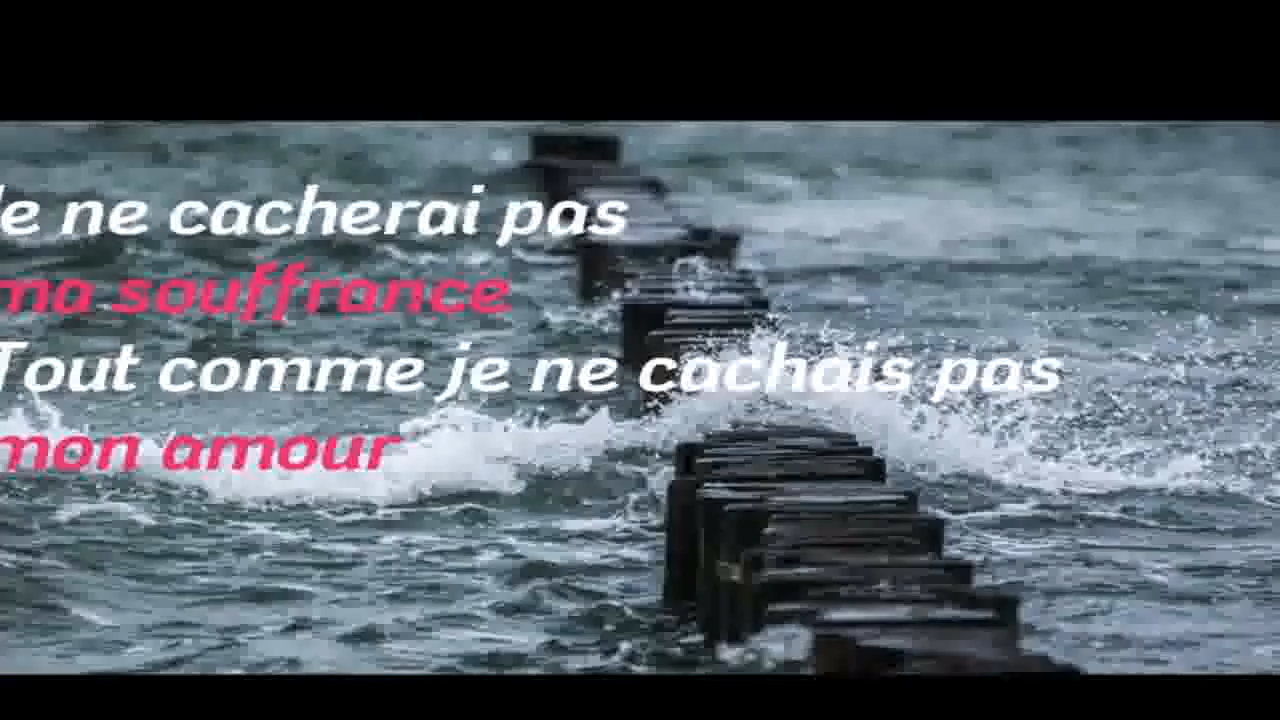 Je ne cacherai pas
ma souffrance
Tout comme je ne cachais pas
mon amour